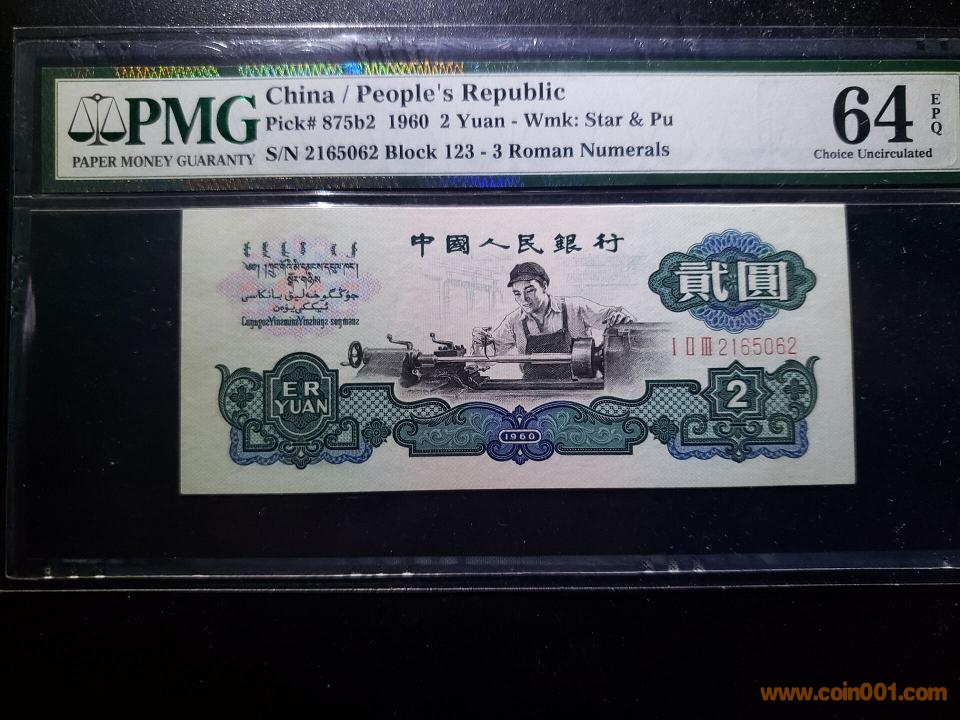 PMG
PAPER MONEY GUARANTY
China / People's Republic
Pick# 875b2 1960 2 Yuan - Wmk: Star & Pu
S/N 2165062 Block 123 - 3 Roman Numerals
64
EPQ
Choice Uncirculated
中國人民銀行
貳圓
I II III 2165062
ER
YUAN
2
1960
www.coin001.com